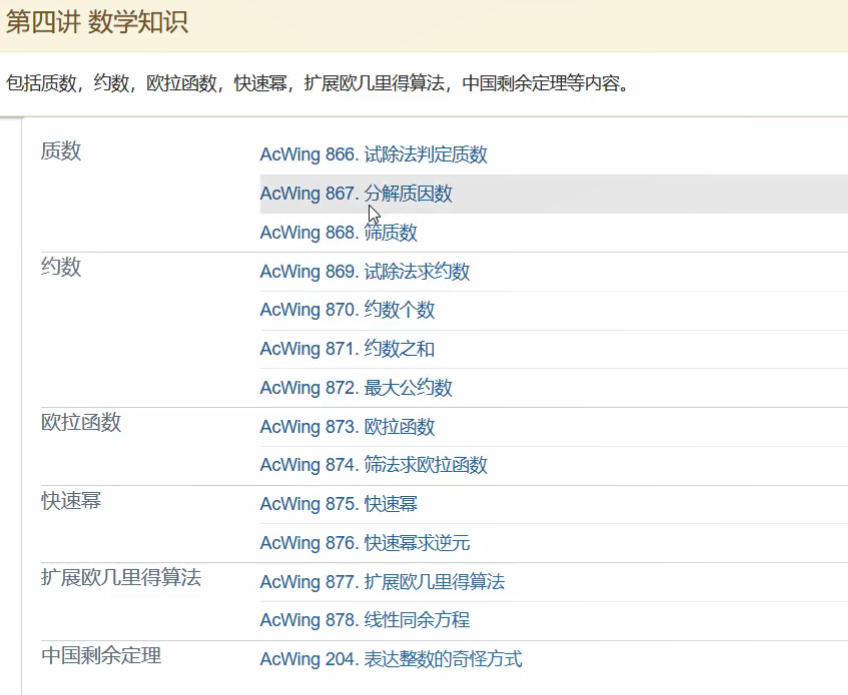 第四讲 数学知识
包括质数，约数，欧拉函数，快速幂，扩展欧几里得算法，中国剩余定理等内容。
质数
AcWing 866. 试除法判定质数
AcWing 867. 分解质因数
AcWing 868. 筛质数
约数
AcWing 869. 试除法求约数
AcWing 870. 约数个数
AcWing 871. 约数之和
AcWing 872. 最大公约数
欧拉函数
AcWing 873. 欧拉函数
AcWing 874. 筛法求欧拉函数
快速幂
AcWing 875. 快速幂
AcWing 876. 快速幂求逆元
扩展欧几里得算法
AcWing 877. 扩展欧几里得算法
AcWing 878. 线性同余方程
中国剩余定理
AcWing 204. 表达整数的奇怪方式